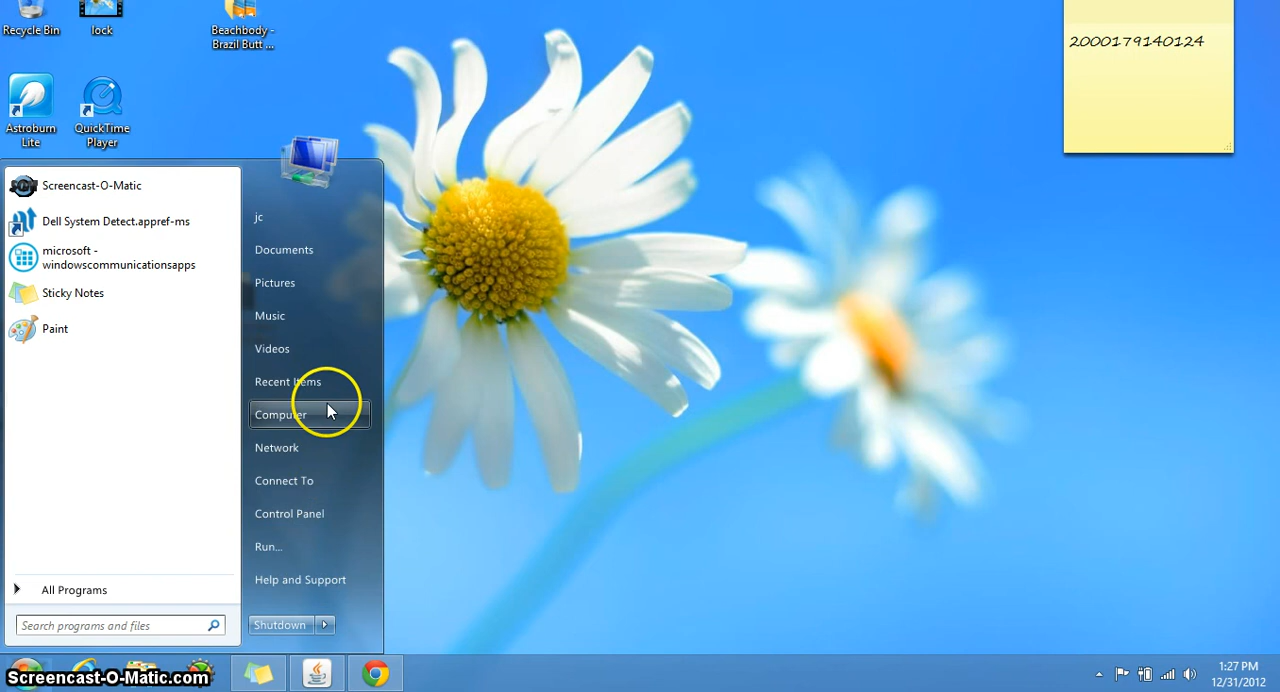 Recycle Bin
lock
Beachbody -
Brazil Butt ...
2000179140124
Astroburn
Lite
QuickTime
Player
Screencast-O-Matic
Dell System Detect.appref-ms
microsoft -
windowscommunicationsapps
Sticky Notes
Paint
All Programs
Search programs and files
jc
Documents
Pictures
Music
Videos
Recent Items
Computer
Network
Connect To
Control Panel
Run...
Help and Support
Shutdown
Screencast-O-Matic.com
1:27 PM
12/31/2012